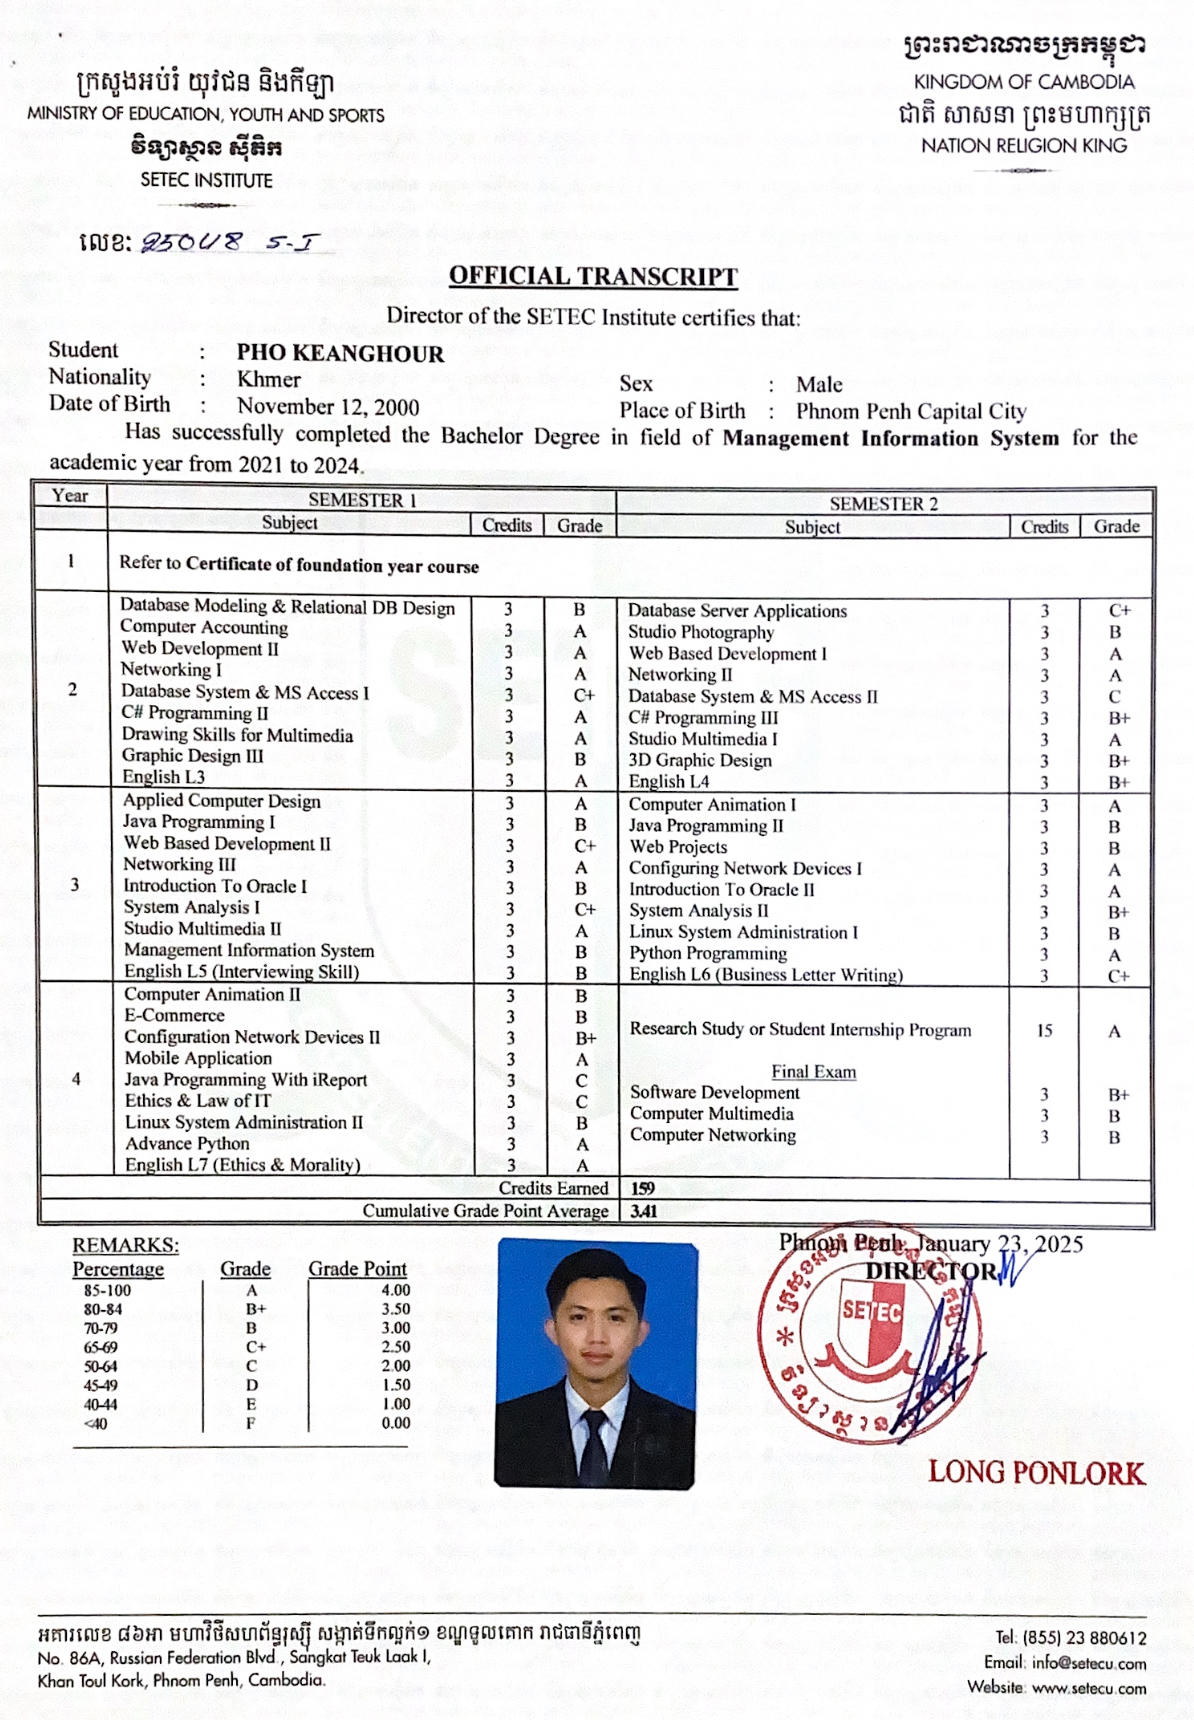 ព្រះរាជាណាចក្រកម្ពុជា
KINGDOM OF CAMBODIA
ជាតិ សាសនា ព្រះមហាក្សត្រ
NATION RELIGION KING
ក្រសួងអប់រំ យុវជន និងកីឡា
MINISTRY OF EDUCATION, YOUTH AND SPORTS
វិទ្យាស្ថាន ស៊ីតិក
SETEC INSTITUTE
លេខ:
OFFICIAL TRANSCRIPT
Director of the SETEC Institute certifies that:
Student : PHO KEANGHOUR
Nationality : Khmer Sex : Male
Date of Birth : November 12, 2000 Place of Birth : Phnom Penh Capital City
Has successfully completed the Bachelor Degree in field of Management Information System for the
academic year from 2021 to 2024.
Year SEMESTER 1 SEMESTER 2
Subject Credits Grade Subject Credits Grade
1 Refer to Certificate of foundation year course
Database Modeling & Relational DB Design 3 B Database Server Applications 3 C+
Computer Accounting 3 A Studio Photography 3 B
Web Development II 3 A Web Based Development I 3 A
Networking I 3 A Networking II 3 A
2 Database System & MS Access I 3 C+ Database System & MS Access II 3 C
C# Programming II 3 A C# Programming III 3 B+
Drawing Skills for Multimedia 3 A Studio Multimedia I 3 A
Graphic Design III 3 B 3D Graphic Design 3 B+
English L3 3 A English L4 3 B+
Applied Computer Design 3 A Computer Animation I 3 A
Java Programming I 3 B Java Programming II 3 B
Web Based Development II 3 C+ Web Projects 3 B
Networking III 3 A Configuring Network Devices I 3 A
3 Introduction To Oracle I 3 B Introduction To Oracle II 3 A
System Analysis I 3 C+ System Analysis II 3 B+
Studio Multimedia II 3 A Linux System Administration I 3 B
Management Information System 3 B Python Programming 3 A
English L5 (Interviewing Skill) 3 B English L6 (Business Letter Writing) 3 C+
Computer Animation II 3 B
E-Commerce 3 B
Configuration Network Devices II 3 B+ Research Study or Student Internship Program 15 A
Mobile Application 3 A
4 Java Programming With iReport 3 C Final Exam
Ethics & Law of IT 3 C Software Development 3 B+
Linux System Administration II 3 B Computer Multimedia 3 B
Advance Python 3 A Computer Networking 3 B
English L7 (Ethics & Morality) 3 A
Credits Earned 159
Cumulative Grade Point Average 3.41
REMARKS:
Percentage Grade Grade Point
85-100 A 4.00
80-84 B+ 3.50
70-79 B 3.00
65-69 C+ 2.50
50-64 C 2.00
45-49 D 1.50
40-44 E 1.00
<40 F 0.00
Phnom Penh, January 23, 2025
DIRECTOR
SETEC
LONG PONLORK
អគារលេខ ៨៦អា មហាវិថីសហព័ន្ធរុស្ស៊ី សង្កាត់ទឹកល្អក់១ ខណ្ឌទួលគោក រាជធានីភ្នំពេញ
No. 86A, Russian Federation Blvd., Sangkat Teuk Laak I,
Khan Toul Kork, Phnom Penh, Cambodia.
Tel: (855) 23 880612
Email: info@setecu.com
Website: www.setecu.com